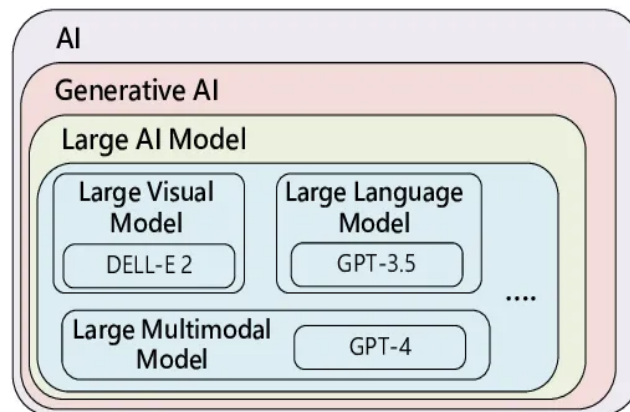 AI
Generative AI
Large AI Model
Large Visual
Model
DELL-E 2
Large Language
Model
GPT-3.5
....
Large Multimodal
Model
GPT-4